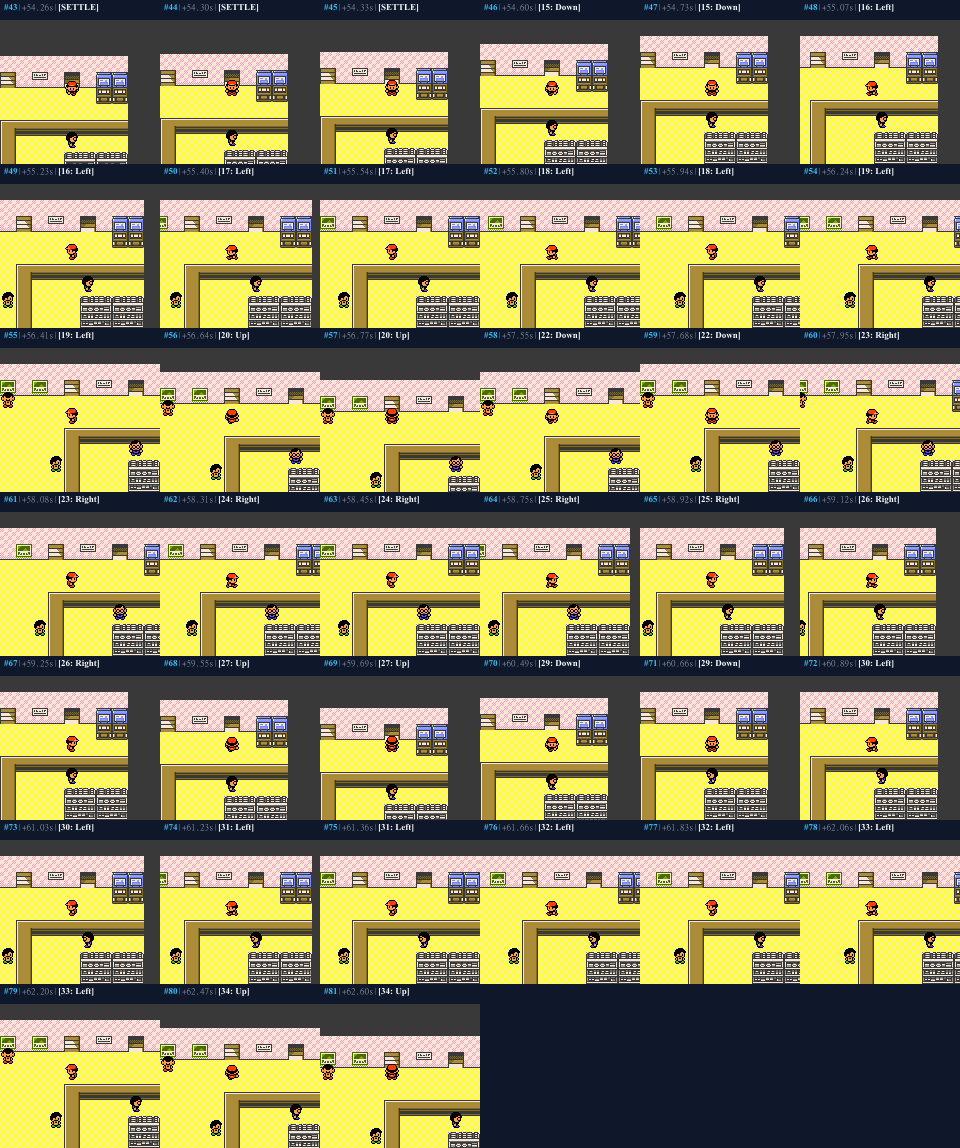 #43|+54.26s|[SETTLE] #44|+54.30s|[SETTLE] #45|+54.33s|[SETTLE] #46|+54.60s|[15: Down] #47|+54.73s|[15: Down] #48|+55.07s|[16: Left]
#49|+55.23s|[16: Left] #50|+55.40s|[17: Left] #51|+55.54s|[17: Left] #52|+55.80s|[18: Left] #53|+55.94s|[18: Left] #54|+56.24s|[19: Left]
#55|+56.41s|[19: Left] #56|+56.64s|[20: Up] #57|+56.77s|[20: Up] #58|+57.55s|[22: Down] #59|+57.68s|[22: Down] #60|+57.95s|[23: Right]
#61|+58.08s|[23: Right] #62|+58.31s|[24: Right] #63|+58.45s|[24: Right] #64|+58.75s|[25: Right] #65|+58.92s|[25: Right] #66|+59.12s|[26: Right]
#67|+59.25s|[26: Right] #68|+59.55s|[27: Up] #69|+59.69s|[27: Up] #70|+60.49s|[29: Down] #71|+60.66s|[29: Down] #72|+60.89s|[30: Left]
#73|+61.03s|[30: Left] #74|+61.23s|[31: Left] #75|+61.36s|[31: Left] #76|+61.66s|[32: Left] #77|+61.83s|[32: Left] #78|+62.06s|[33: Left]
#79|+62.20s|[33: Left] #80|+62.47s|[34: Up] #81|+62.60s|[34: Up]